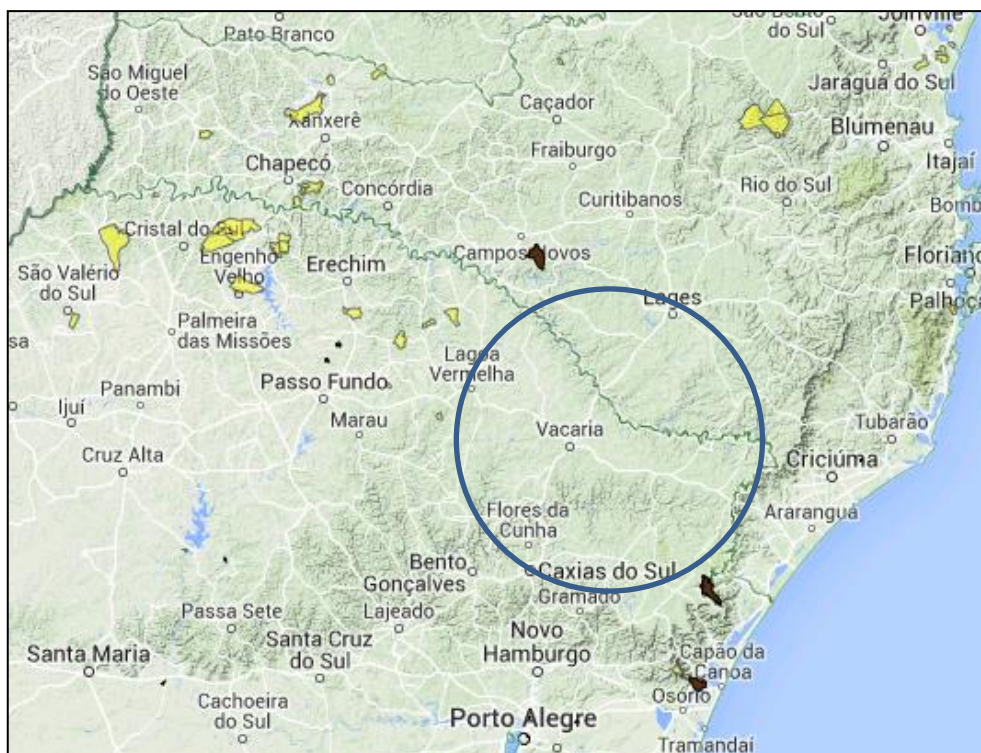 São Bento
do Sul
Joinville
Pato Branco
São Miguel
do Oeste
Jaraguá do Sul
Caçador
Xanxerê
Blumenau
Chapecó
Fraiburgo
Itajaí
Concórdia
Rio do Sul
Curitibanos
Bomb
Cristal do Sul
Campos Novos
Florianó
Engenho
Velho
Erechim
São Valério
do Sul
Lages
Palhoça
sa
Palmeira
das Missões
Lagoa
Vermelha
Passo Fundo
Panambi
Ijuí
Marau
Vacaria
Tubarão
Cruz Alta
Criciúma
Flores da
Cunha
Araranguá
Bento
Gonçalves
Caxias do Sul
Gramado
Passa Sete
Lajeado
Santa Maria
Santa Cruz
do Sul
Novo
Hamburgo
Capão da
Canoa
Osório
Cachoeira
do Sul
Porto Alegre
Tramandaí